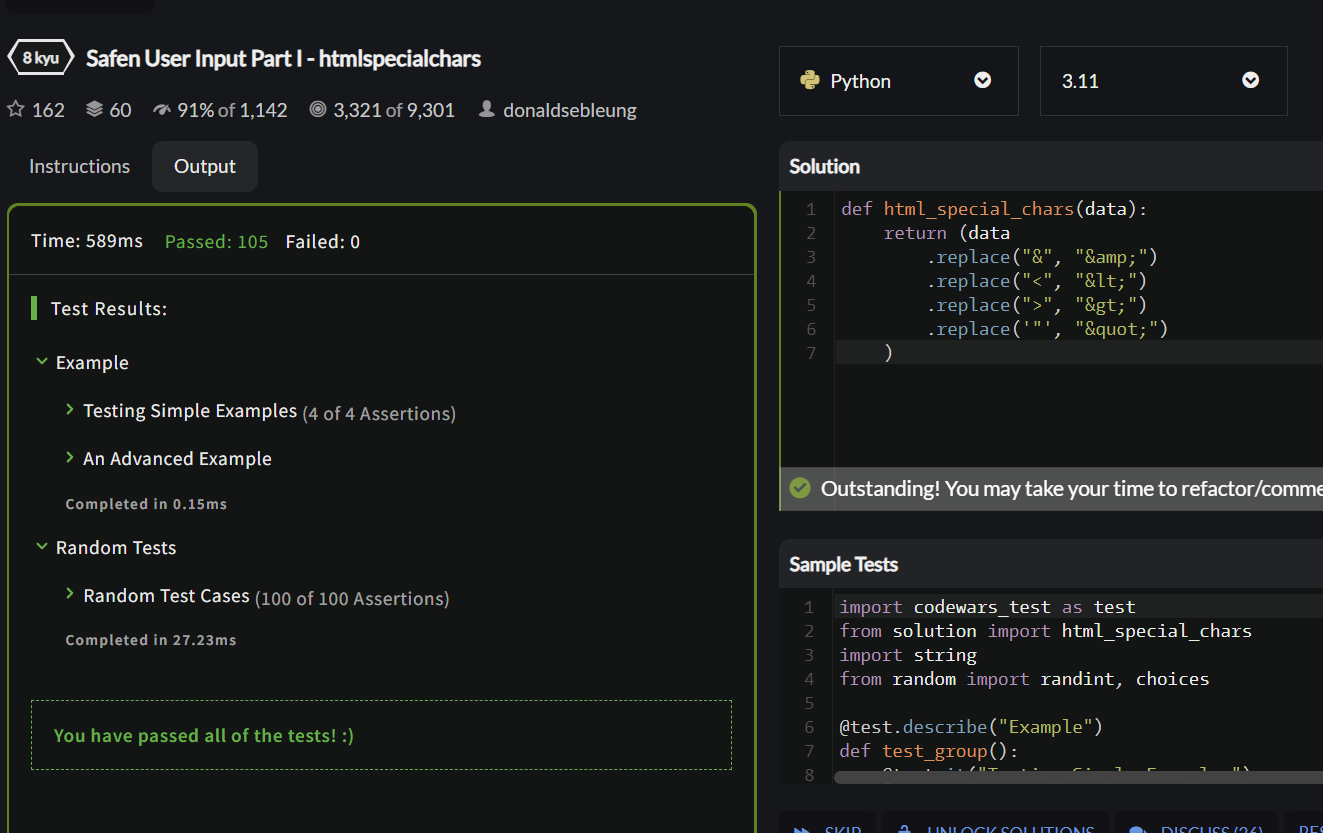 8 kyu
Safen User Input Part I - htmlspecialchars
162 60 91% of 1,142 3,321 of 9,301 donaldsebleung
Instructions Output
Time: 589ms Passed: 105 Failed: 0
Test Results:
Example
Testing Simple Examples (4 of 4 Assertions)
An Advanced Example
Completed in 0.15ms
Random Tests
Random Test Cases (100 of 100 Assertions)
Completed in 27.23ms
You have passed all of the tests! :)
Python 3.11
Solution
1 def html_special_chars(data):
2     return (data
3         .replace("&", "&amp;")
4         .replace("<", "&lt;")
5         .replace(">", "&gt;")
6         .replace('"', "&quot;")
7     )
Outstanding! You may take your time to refactor/comme
Sample Tests
1 import codewars_test as test
2 from solution import html_special_chars
3 import string
4 from random import randint, choices
5
6 @test.describe("Example")
7 def test_group():
8
SKIP UNLOCK SOLUTIONS DISCUSS (26) RES